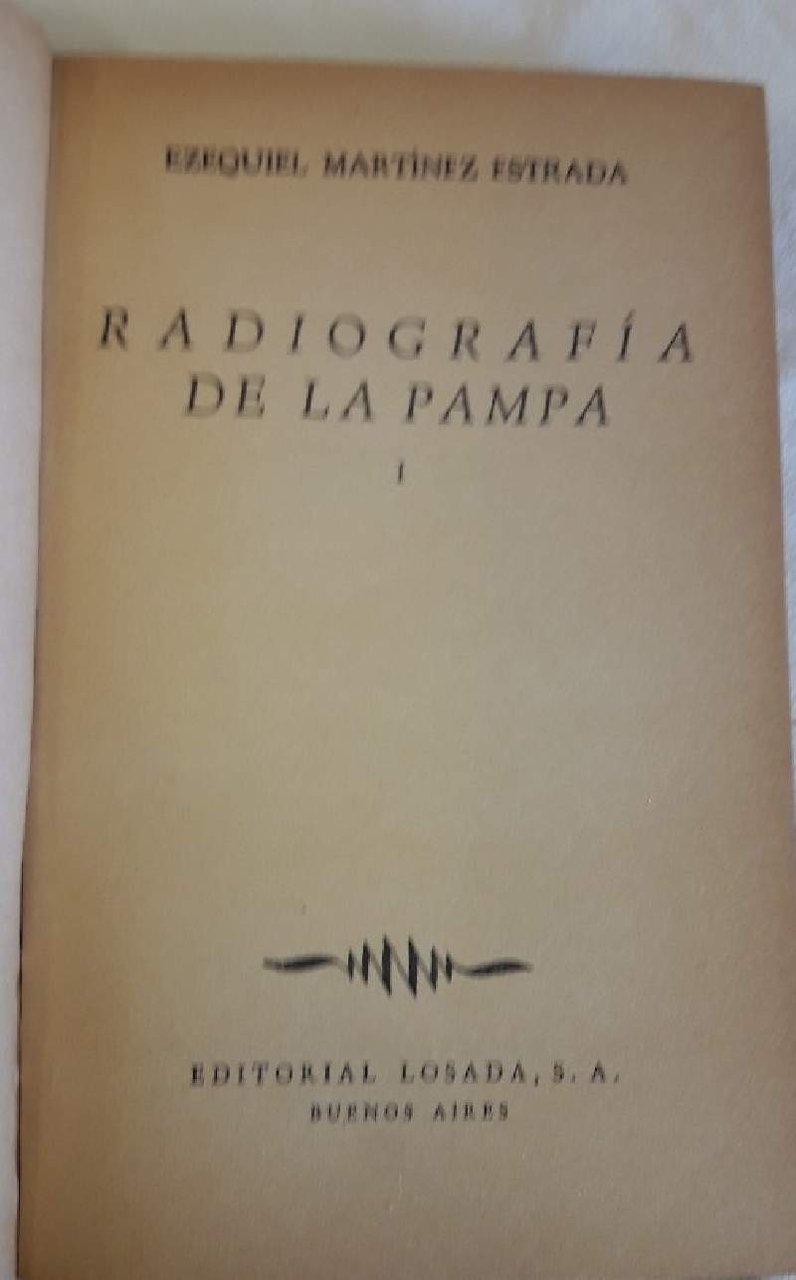 EZEQUIEL MARTÍNEZ ESTRADA
RADIOGRAFÍA
DE LA PAMPA
I
EDITORIAL LOSADA, S. A.
BUENOS AIRES